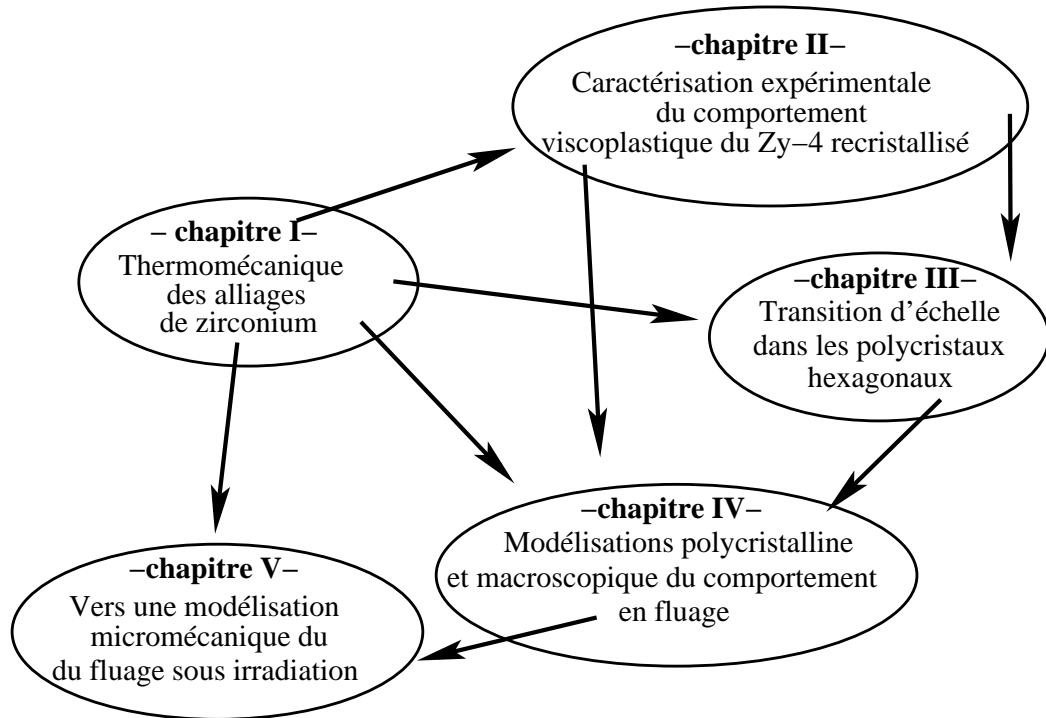 – chapitre I–
Thermomécanique
des alliages
de zirconium
–chapitre II–
Caractérisation expérimentale
du comportement
viscoplastique du Zy–4 recristallisé
–chapitre III–
Transition d'échelle
dans les polycristaux
hexagonaux
–chapitre IV–
Modélisations polycristalline
et macroscopique du comportement
en fluage
–chapitre V–
Vers une modélisation
micromécanique du
du fluage sous irradiation